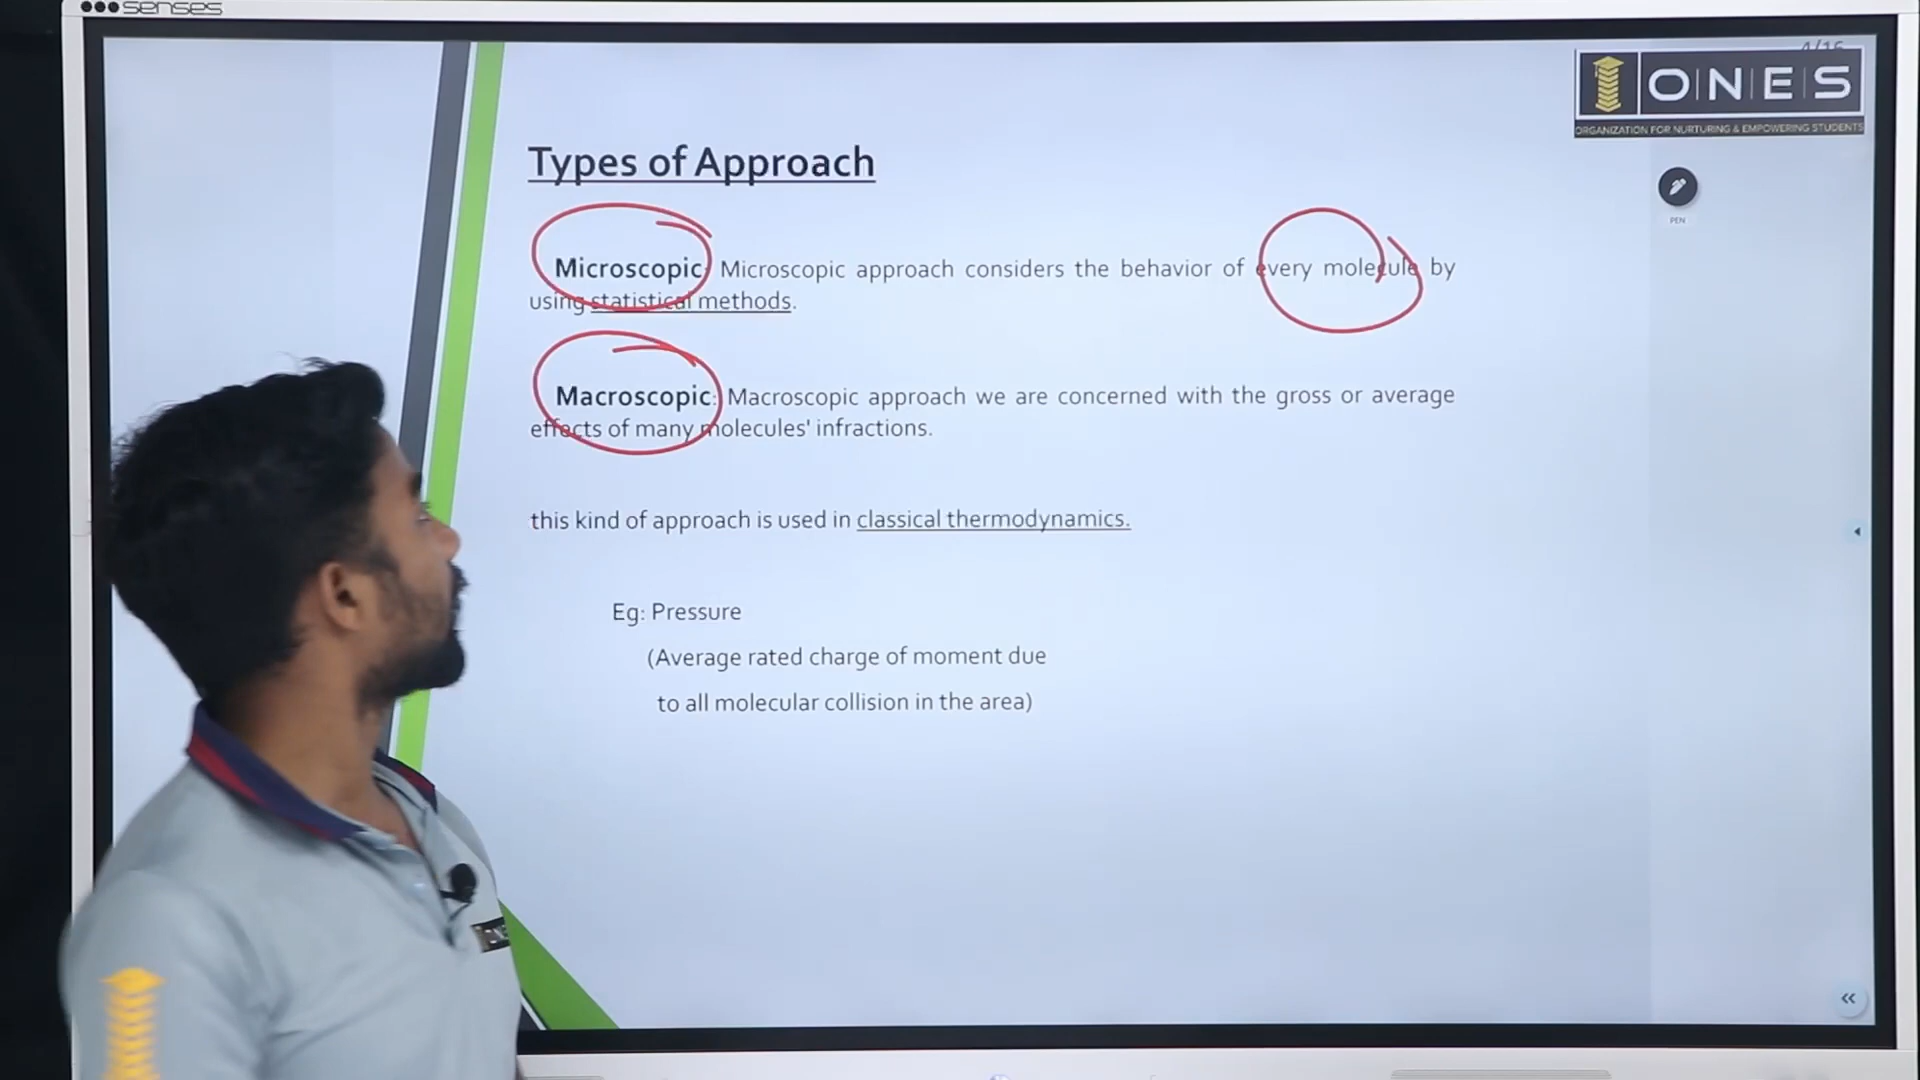 senses
4/16
ONES
ORGANIZATION FOR NURTURING & EMPOWERING STUDENTS
Types of Approach
PEN
Microscopic: Microscopic approach considers the behavior of every molecule by
using statistical methods.
Macroscopic: Macroscopic approach we are concerned with the gross or average
effects of many molecules' infractions.
this kind of approach is used in classical thermodynamics.
Eg: Pressure
(Average rated charge of moment due
to all molecular collision in the area)